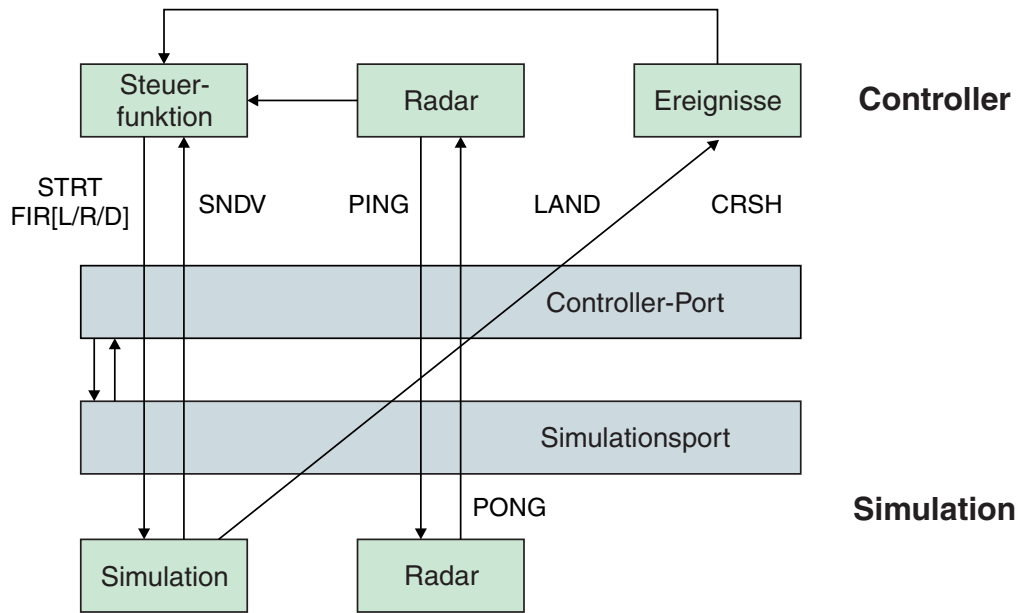 Steuer-
funktion
Radar
Ereignisse
Controller
STRT
FIR[L/R/D]
SNDV
PING
LAND
CRSH
Controller-Port
Simulationsport
PONG
Simulation
Simulation
Radar